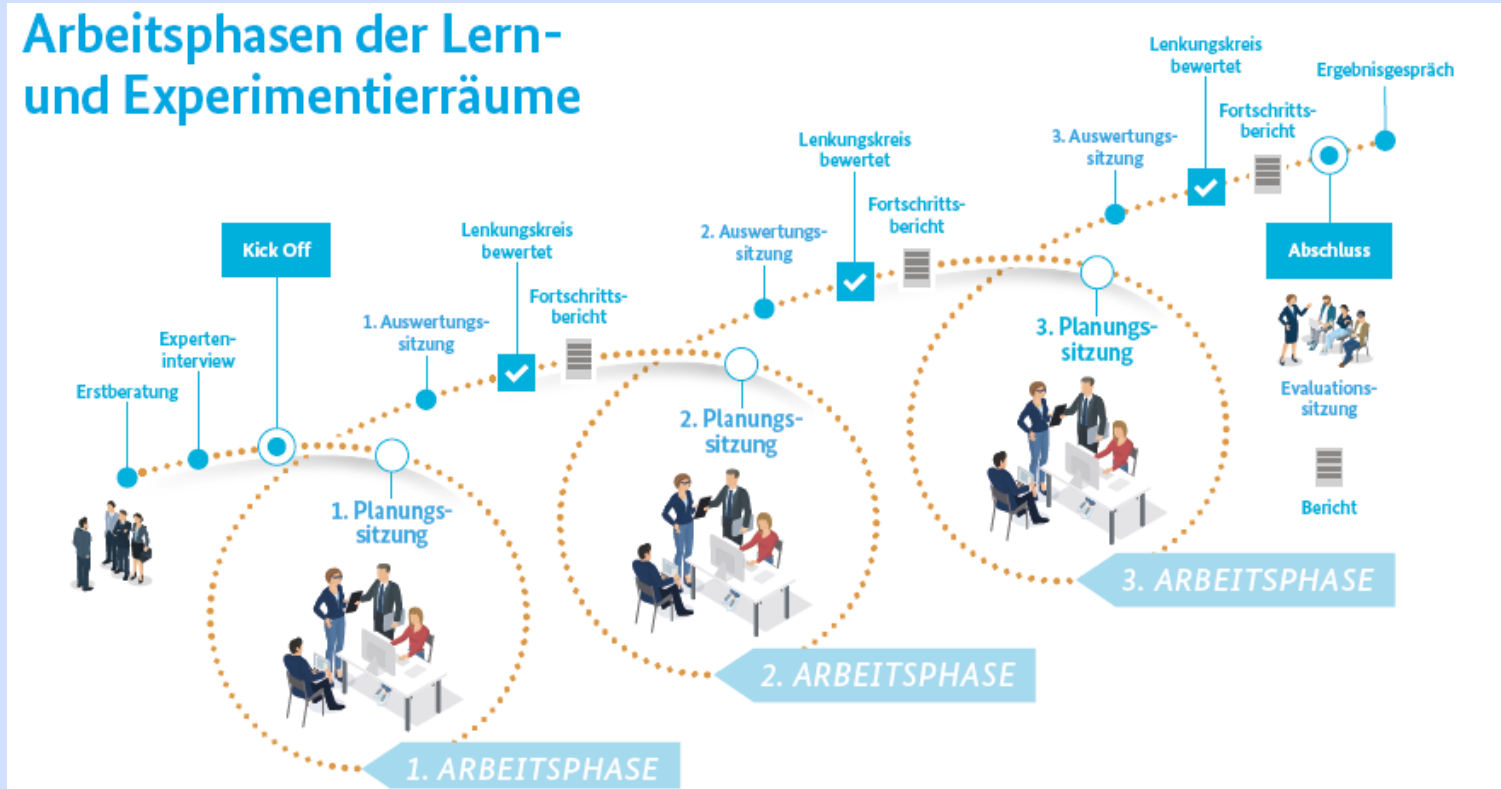 Arbeitsphasen der Lern-
und Experimentierräume
Erstberatung
Experten-
interview
Kick Off
1. Planungs-
sitzung
1. ARBEITSPHASE
1. Auswertungs-
sitzung
Lenkungskreis
bewertet
Fortschritts-
bericht
2. Planungs-
sitzung
2. ARBEITSPHASE
2. Auswertungs-
sitzung
Lenkungskreis
bewertet
Fortschritts-
bericht
3. Planungs-
sitzung
3. ARBEITSPHASE
3. Auswertungs-
sitzung
Lenkungskreis
bewertet
Fortschritts-
bericht
Abschluss
Ergebnisgespräch
Evaluations-
sitzung
Bericht